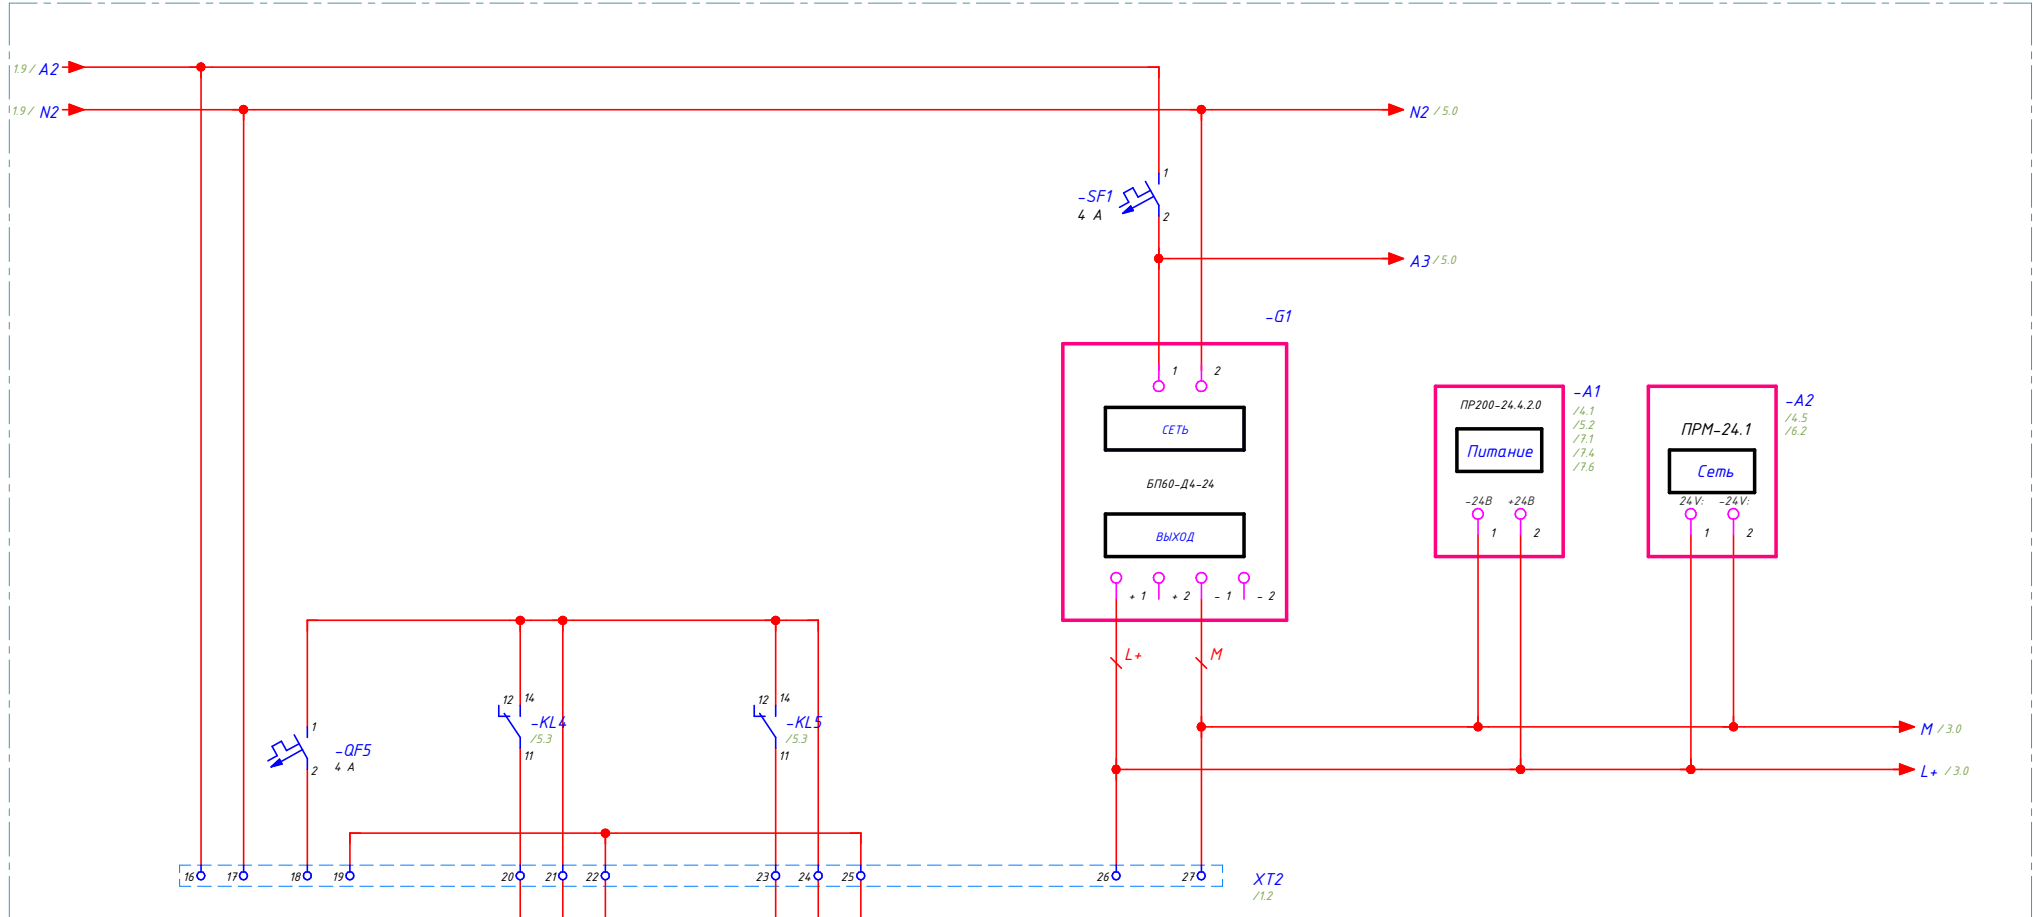 1.9 / A2
1.9 / N2
N2 / 5.0
1
-SF1
4 A
2
A3 / 5.0
-G1
1 2
СЕТЬ
БП60-Д4-24
ВЫХОД
+ 1 + 2 - 1 - 2
L+ M
-A1
ПР200-24.4.2.0
/4.1
/5.2
/7.1
/7.4
/7.6
Питание
-24В +24В
1 2
-A2
/4.5
/6.2
ПРМ-24.1
Сеть
24V: -24V:
1 2
12 14
-KL4
/5.3
11
12 14
-KL5
/5.3
11
1
-QF5
4 A
2
M / 3.0
L+ / 3.0
16 17 18 19 20 21 22 23 24 25 26 27
XT2
/1.2